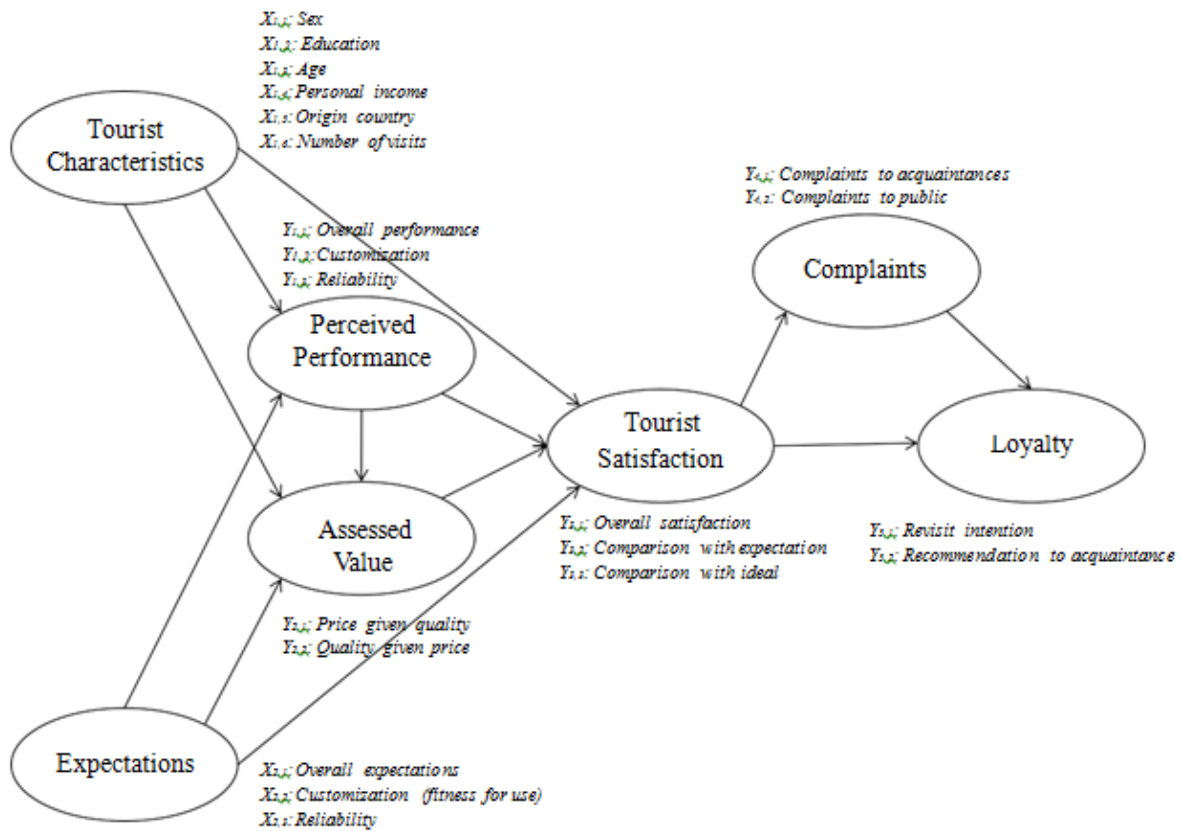 X1,1: Sex
X1,2: Education
X1,3: Age
X1,4: Personal income
X1,5: Origin country
X1,6: Number of visits
Tourist
Characteristics
Y4,1: Complaints to acquaintances
Y4,2: Complaints to public
Y1,1: Overall performance
Y1,2: Customization
Y1,3: Reliability
Complaints
Perceived
Performance
Tourist
Satisfaction
Loyalty
Assessed
Value
Y3,1: Overall satisfaction
Y3,2: Comparison with expectation
Y3,3: Comparison with ideal
Y5,1: Revisit intention
Y5,2: Recommendation to acquaintance
Y2,1: Price given quality
Y2,2: Quality given price
Expectations
X2,1: Overall expectations
X2,2: Customization (fitness for use)
X2,3: Reliability